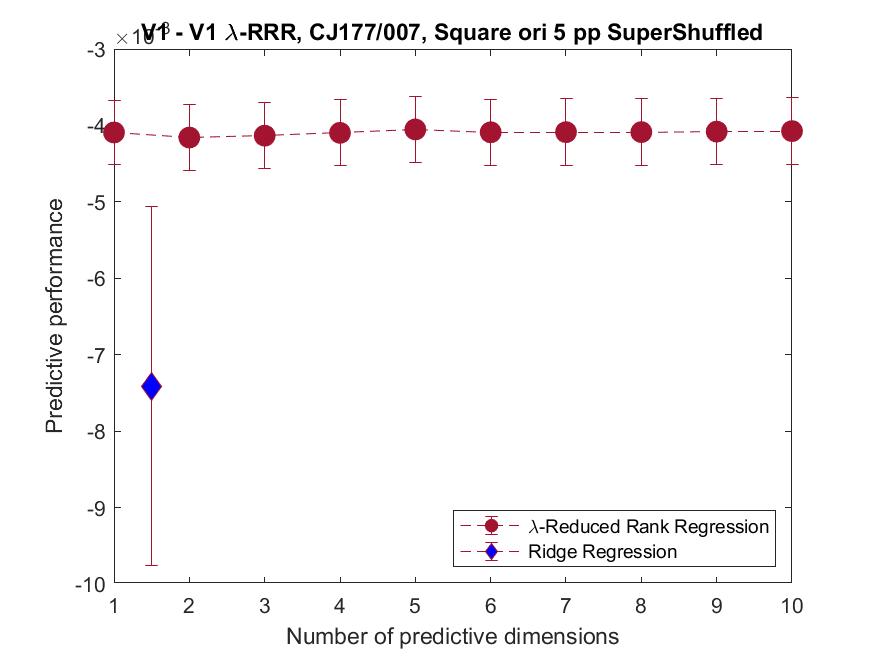 V1 - V1 λ-RRR, CJ177/007, Square ori 5 pp SuperShuffled
×10⁻³
-3
-4
-5
-6
-7
-8
-9
-10
Predictive performance
1 2 3 4 5 6 7 8 9 10
Number of predictive dimensions
λ-Reduced Rank Regression
Ridge Regression